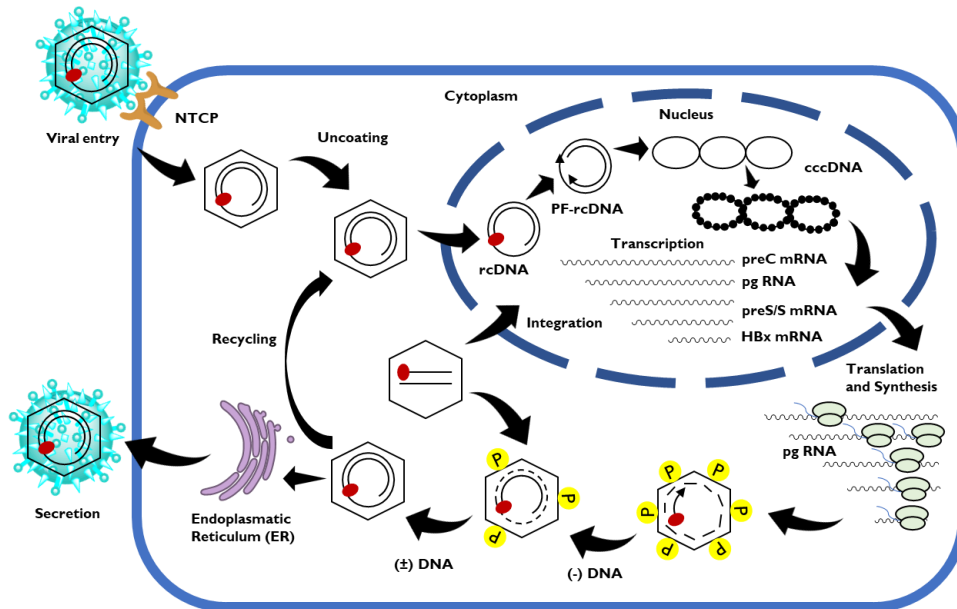 Viral entry
NTCP
Cytoplasm
Uncoating
Nucleus
cccDNA
PF-rcDNA
rcDNA
Transcription
preC mRNA
pg RNA
preS/S mRNA
HBx mRNA
Integration
Recycling
Translation
and Synthesis
pg RNA
P
P
P
P
P
P
P
P
P
(-) DNA
(±) DNA
Endoplasmatic
Reticulum (ER)
Secretion